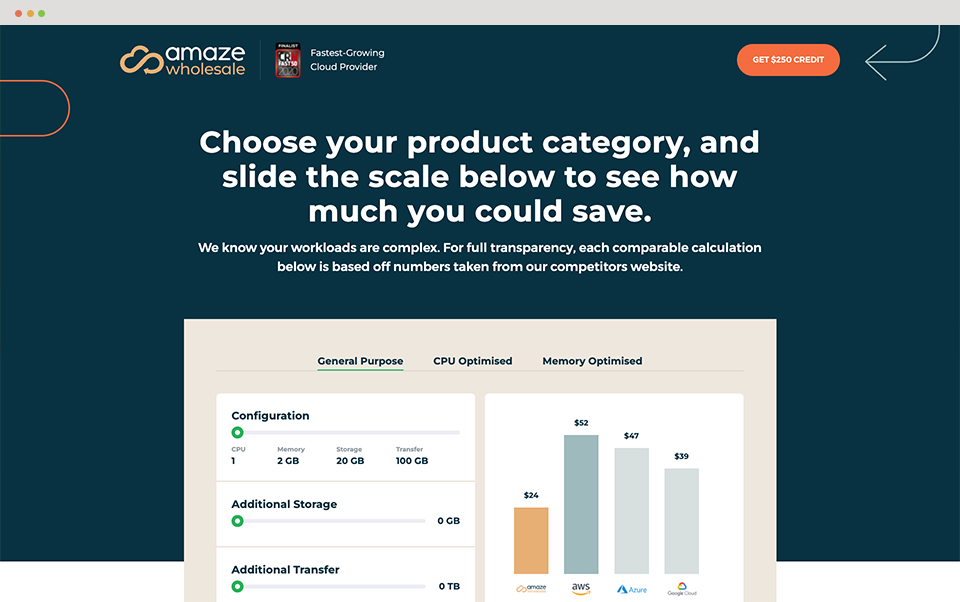 amaze
wholesale
FINALIST
CRN
FAST50
2020
Fastest-Growing
Cloud Provider
GET $250 CREDIT
Choose your product category, and
slide the scale below to see how
much you could save.
We know your workloads are complex. For full transparency, each comparable calculation
below is based off numbers taken from our competitors website.
General Purpose CPU Optimised Memory Optimised
Configuration
CPU Memory Storage Transfer
1 2 GB 20 GB 100 GB
Additional Storage
0 GB
Additional Transfer
0 TB
$52
$47
$39
$24
amaze
wholesale
aws
Azure
Google Cloud